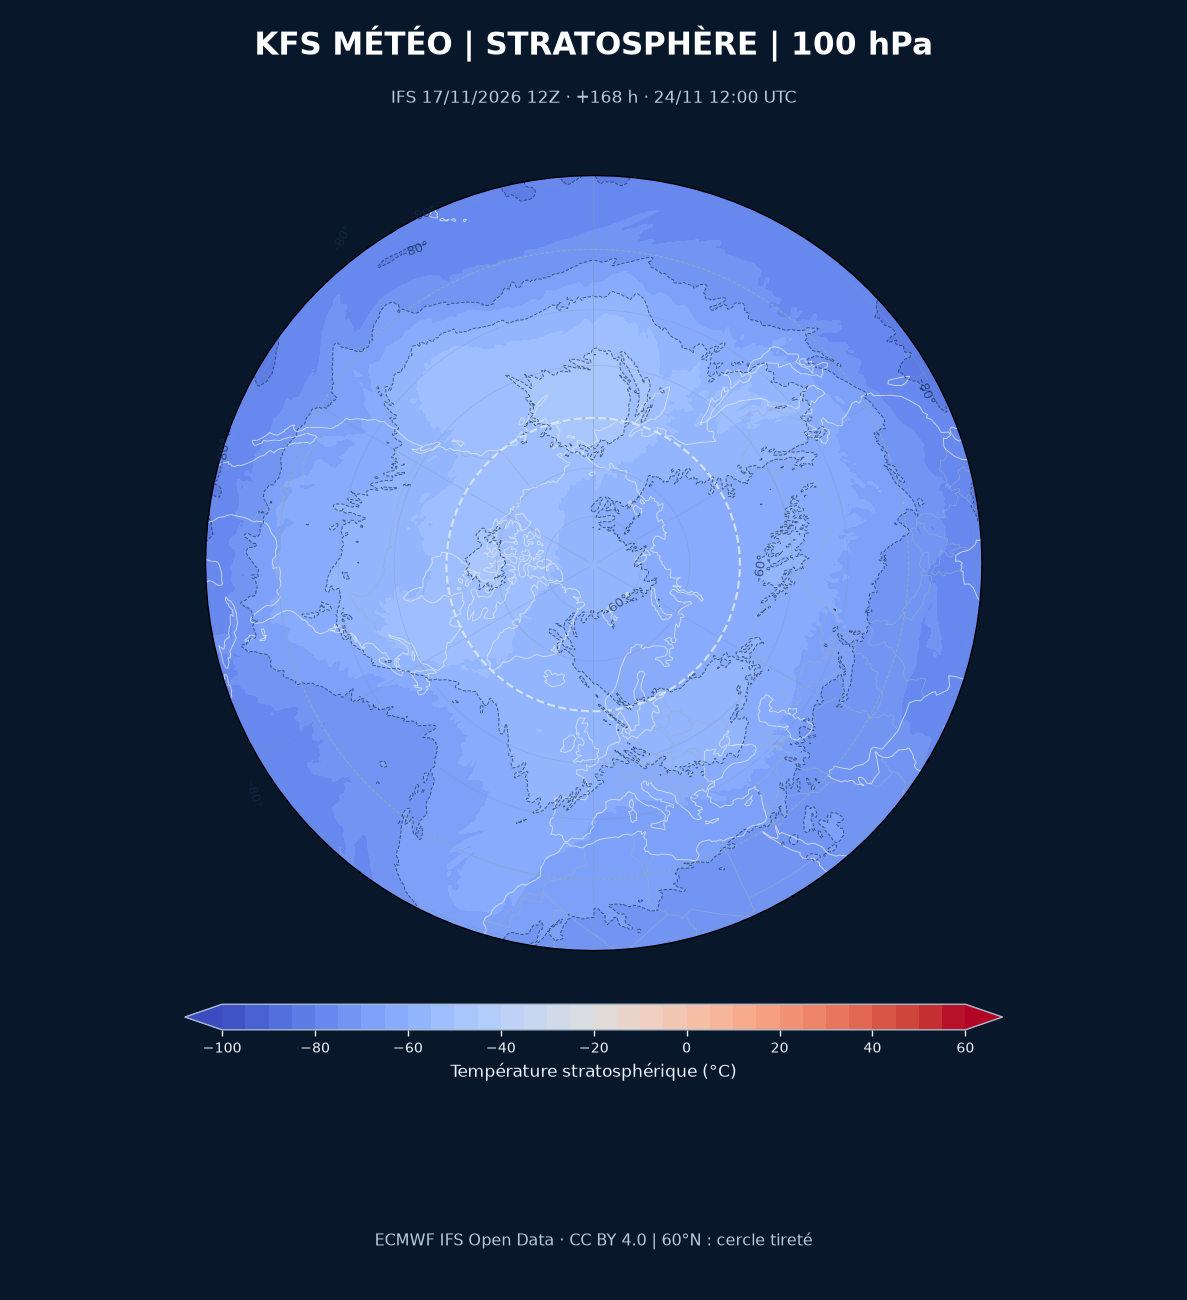 KFS MÉTÉO | STRATOSPHÈRE | 100 hPa
IFS 17/11/2026 12Z · +168 h · 24/11 12:00 UTC
-80°
-80°
-80°
60°
-60°
80°
−100 −80 −60 −40 −20 0 20 40 60
Température stratosphérique (°C)
ECMWF IFS Open Data · CC BY 4.0 | 60°N : cercle tireté